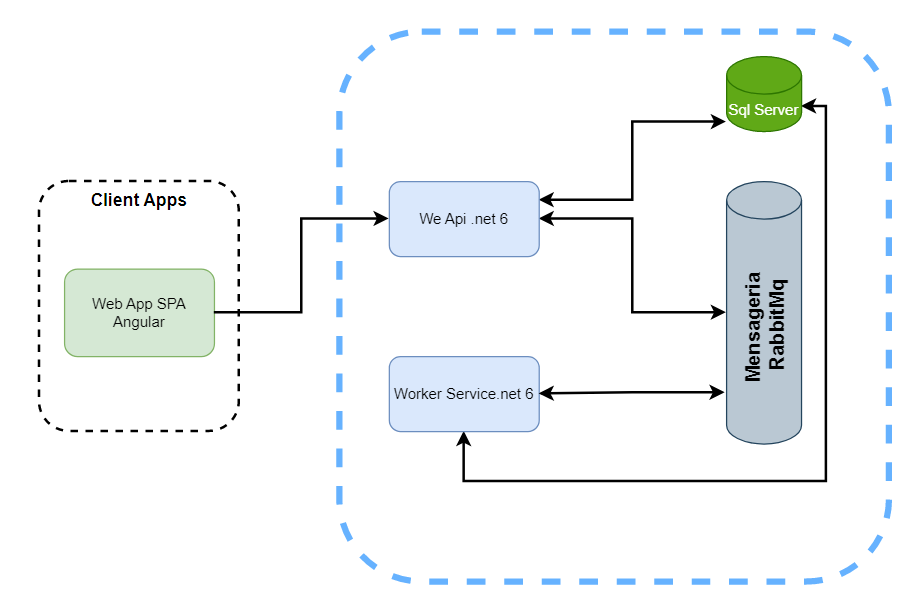 Client Apps
Web App SPA
Angular
We Api .net 6
Worker Service.net 6
Sql Server
Mensageria
RabbitMq